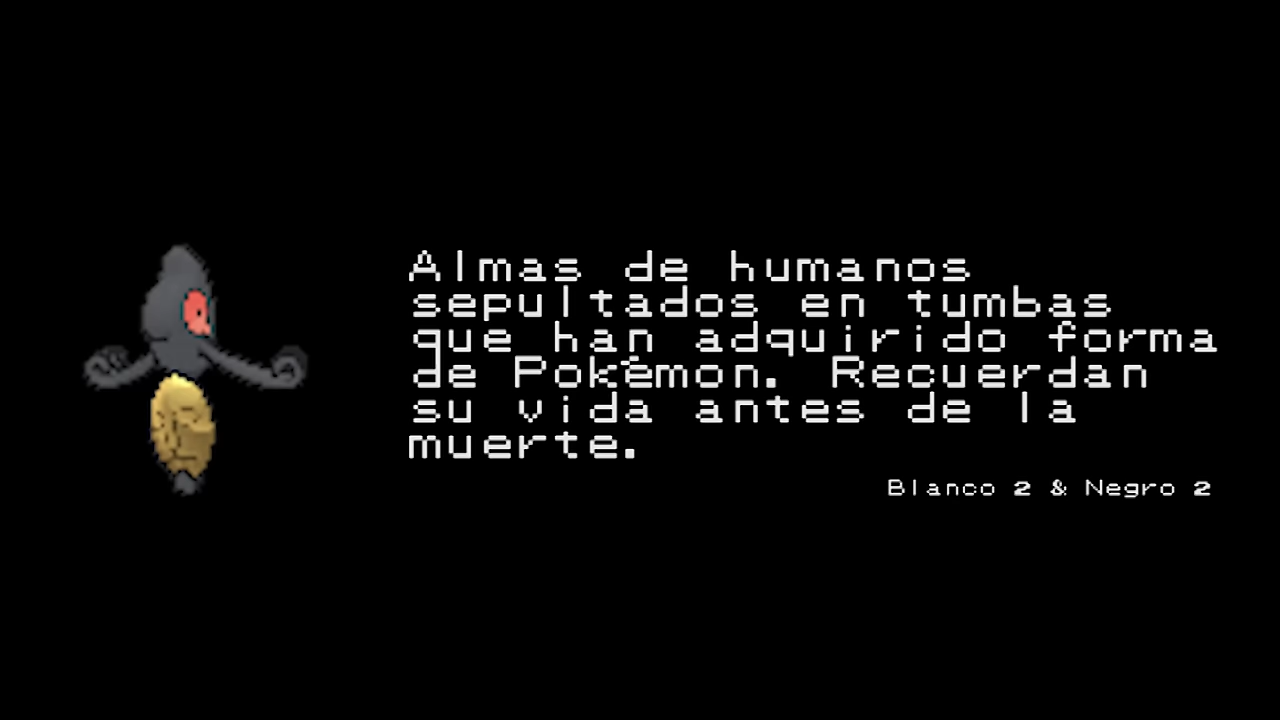 Almas de humanos
sepultados en tumbas
que han adquirido forma
de Pokémon. Recuerdan
su vida antes de la
muerte.
Blanco 2 & Negro 2